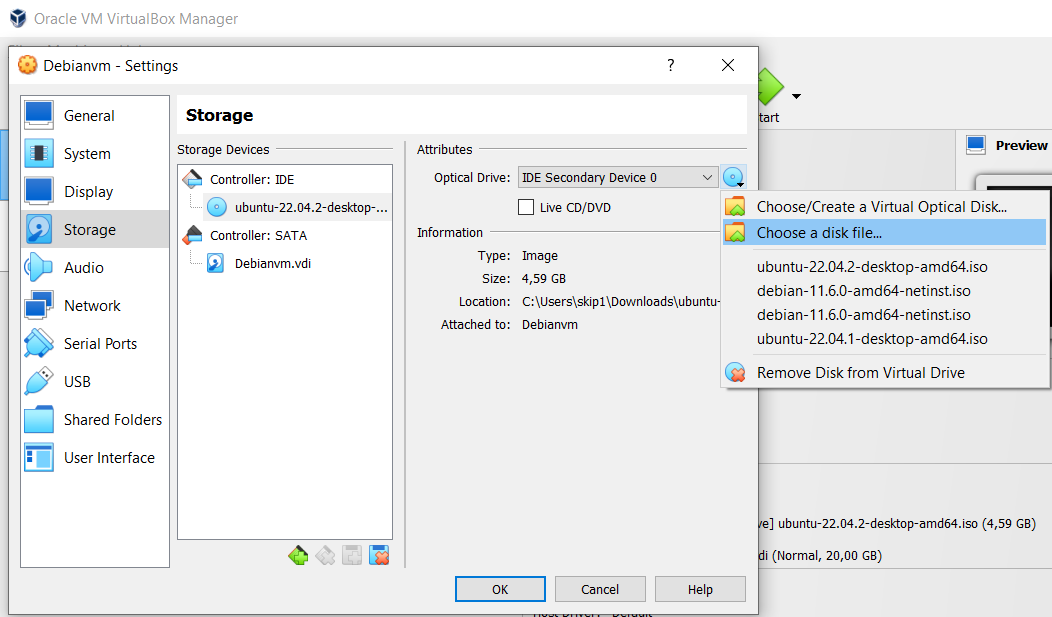 Oracle VM VirtualBox Manager
Debianvm - Settings
?
General
System
Display
Storage
Audio
Network
Serial Ports
USB
Shared Folders
User Interface
Storage
Storage Devices
Controller: IDE
ubuntu-22.04.2-desktop-...
Controller: SATA
Debianvm.vdi
Attributes
Optical Drive: IDE Secondary Device 0
Live CD/DVD
Information
Type: Image
Size: 4,59 GB
Location: C:\Users\skip1\Downloads\ubuntu-
Attached to: Debianvm
OK Cancel Help
tart
Preview
Choose/Create a Virtual Optical Disk...
Choose a disk file...
ubuntu-22.04.2-desktop-amd64.iso
debian-11.6.0-amd64-netinst.iso
debian-11.6.0-amd64-netinst.iso
ubuntu-22.04.1-desktop-amd64.iso
Remove Disk from Virtual Drive
ve] ubuntu-22.04.2-desktop-amd64.iso (4,59 GB)
di (Normal, 20,00 GB)